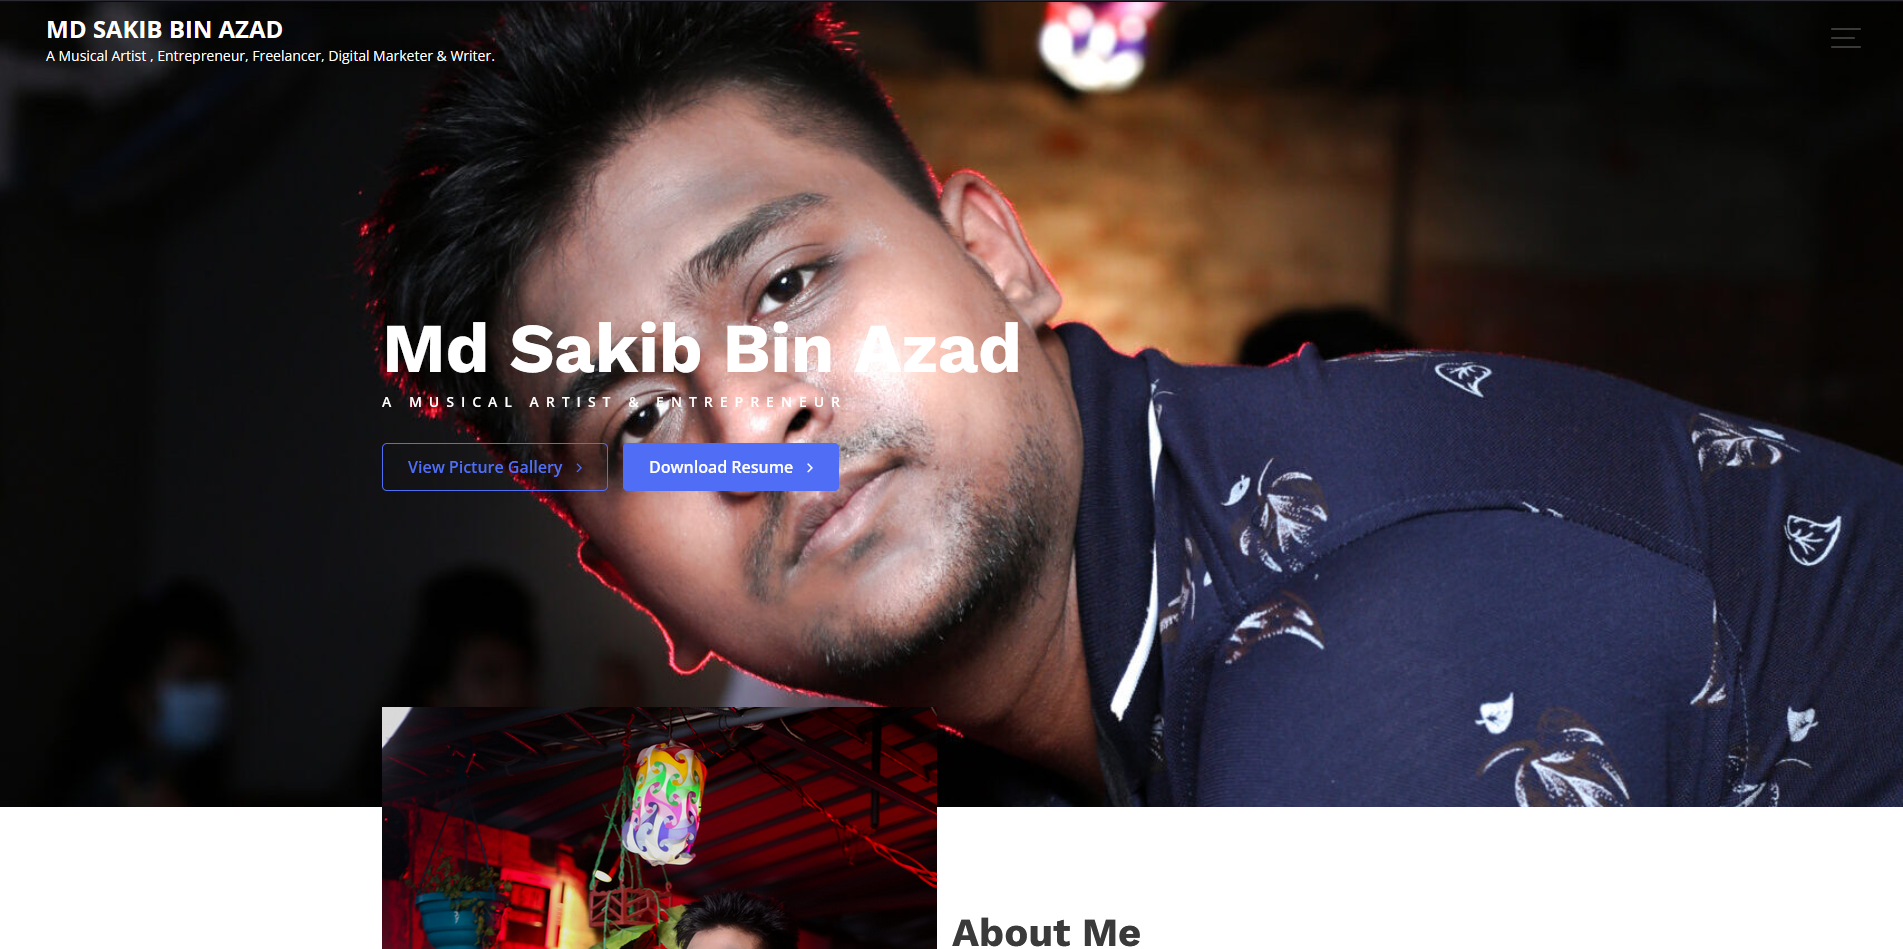 MD SAKIB BIN AZAD
A Musical Artist , Entrepreneur, Freelancer, Digital Marketer & Writer.
Md Sakib Bin Azad
A MUSICAL ARTIST & ENTREPRENEUR
View Picture Gallery
Download Resume
About Me